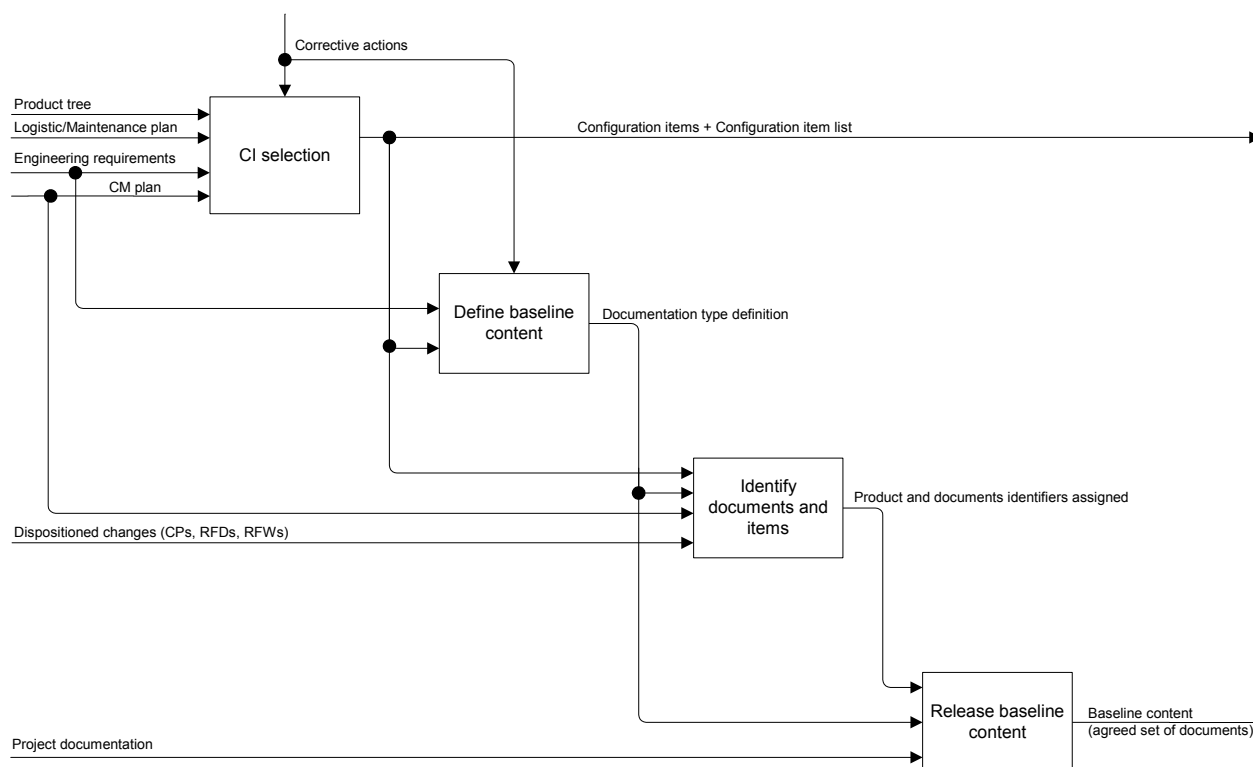 Corrective actions
Product tree
Logistic/Maintenance plan
Engineering requirements
CM plan
CI selection
Configuration items + Configuration item list
Define baseline
content
Documentation type definition
Identify
documents and
items
Product and documents identifiers assigned
Dispositioned changes (CPs, RFDs, RFWs)
Release baseline
content
Baseline content
(agreed set of documents)
Project documentation